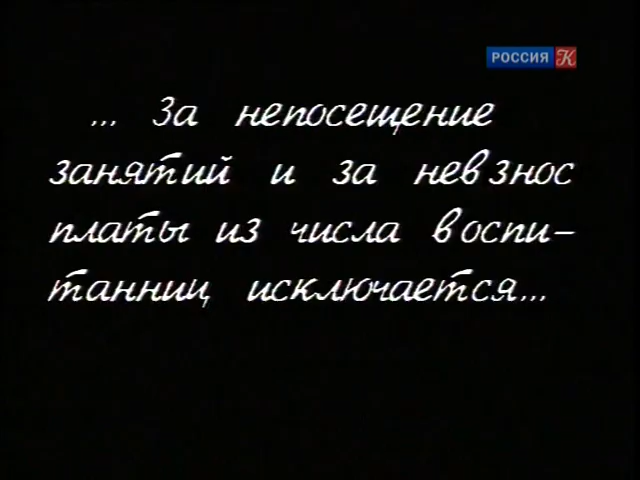 РОССИЯ К
... За непосещение
занятий и за невзнос
платы из числа воспи-
танниц исключается...